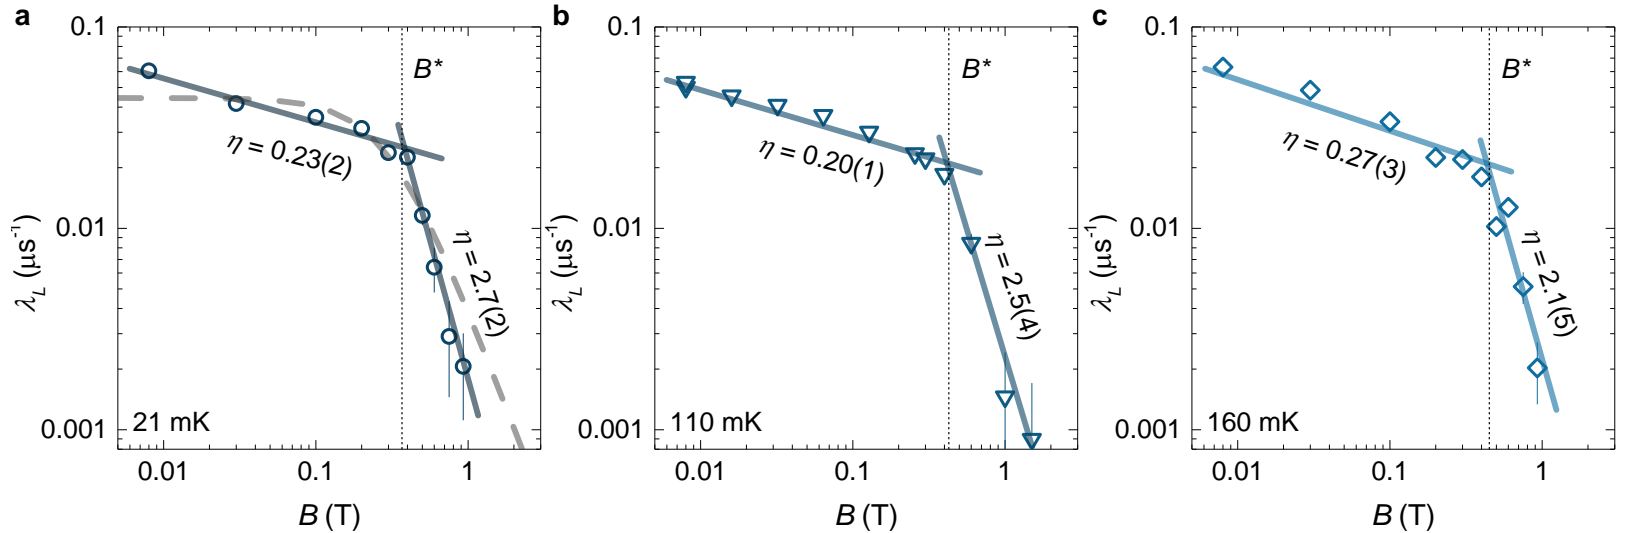 a
0.1
0.01
0.001
λL (μs⁻¹)
B*
η = 0.23(2)
η = 2.7(2)
21 mK
0.01
0.1
1
B (T)
b
0.1
0.01
0.001
λL (μs⁻¹)
B*
η = 0.20(1)
η = 2.5(4)
110 mK
0.01
0.1
1
B (T)
c
0.1
0.01
0.001
λL (μs⁻¹)
B*
η = 0.27(3)
η = 2.1(5)
160 mK
0.01
0.1
1
B (T)